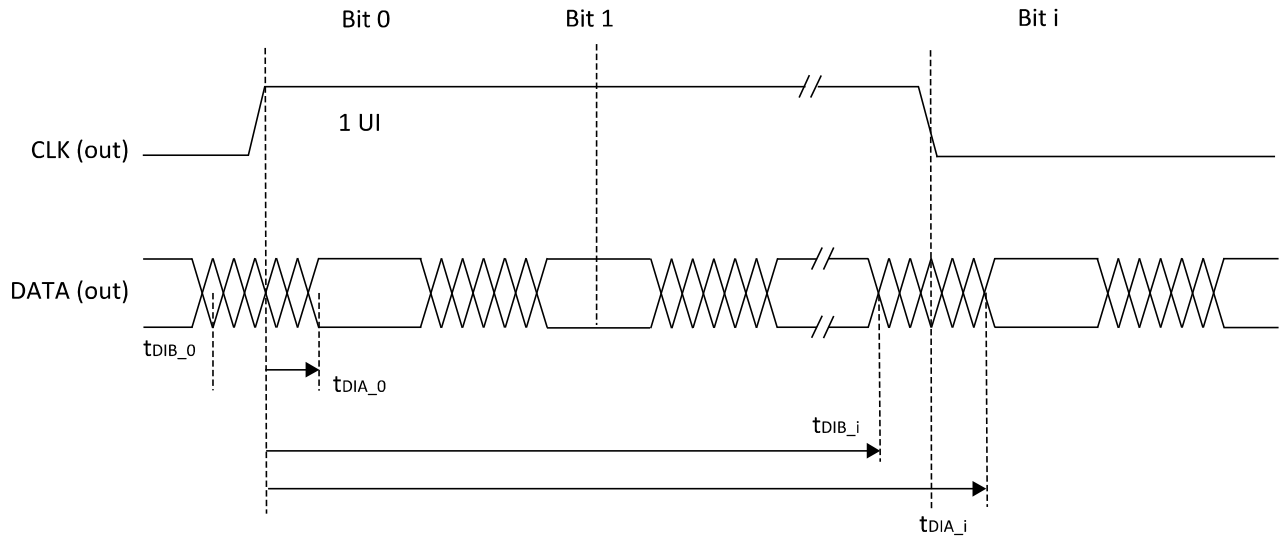 Bit 0 Bit 1 Bit i
1 UI
CLK (out)
DATA (out)
tDIB_0
tDIA_0
tDIB_i
tDIA_i